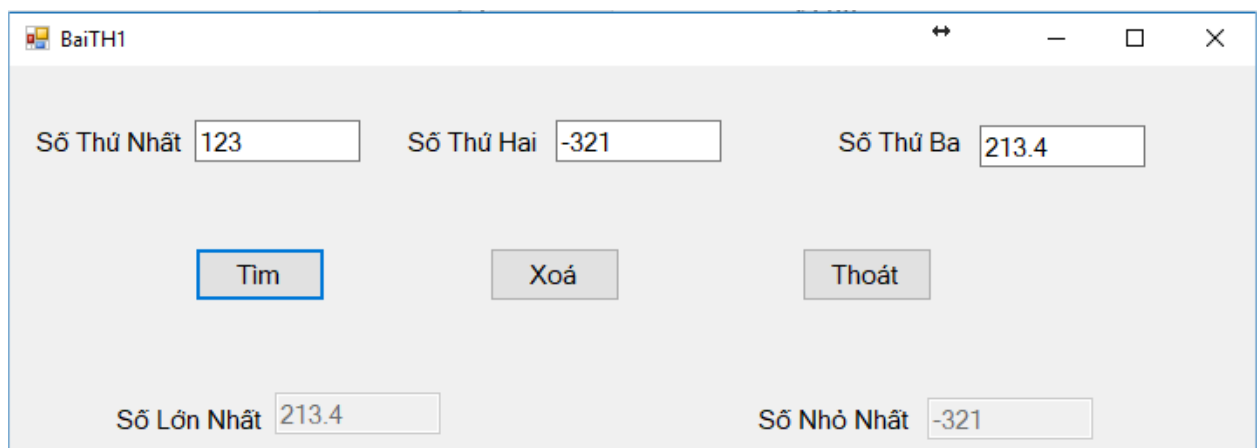 BaiTH1
Số Thứ Nhất 123 Số Thứ Hai -321 Số Thứ Ba 213.4
Tìm Xoá Thoát
Số Lớn Nhất 213.4 Số Nhỏ Nhất -321